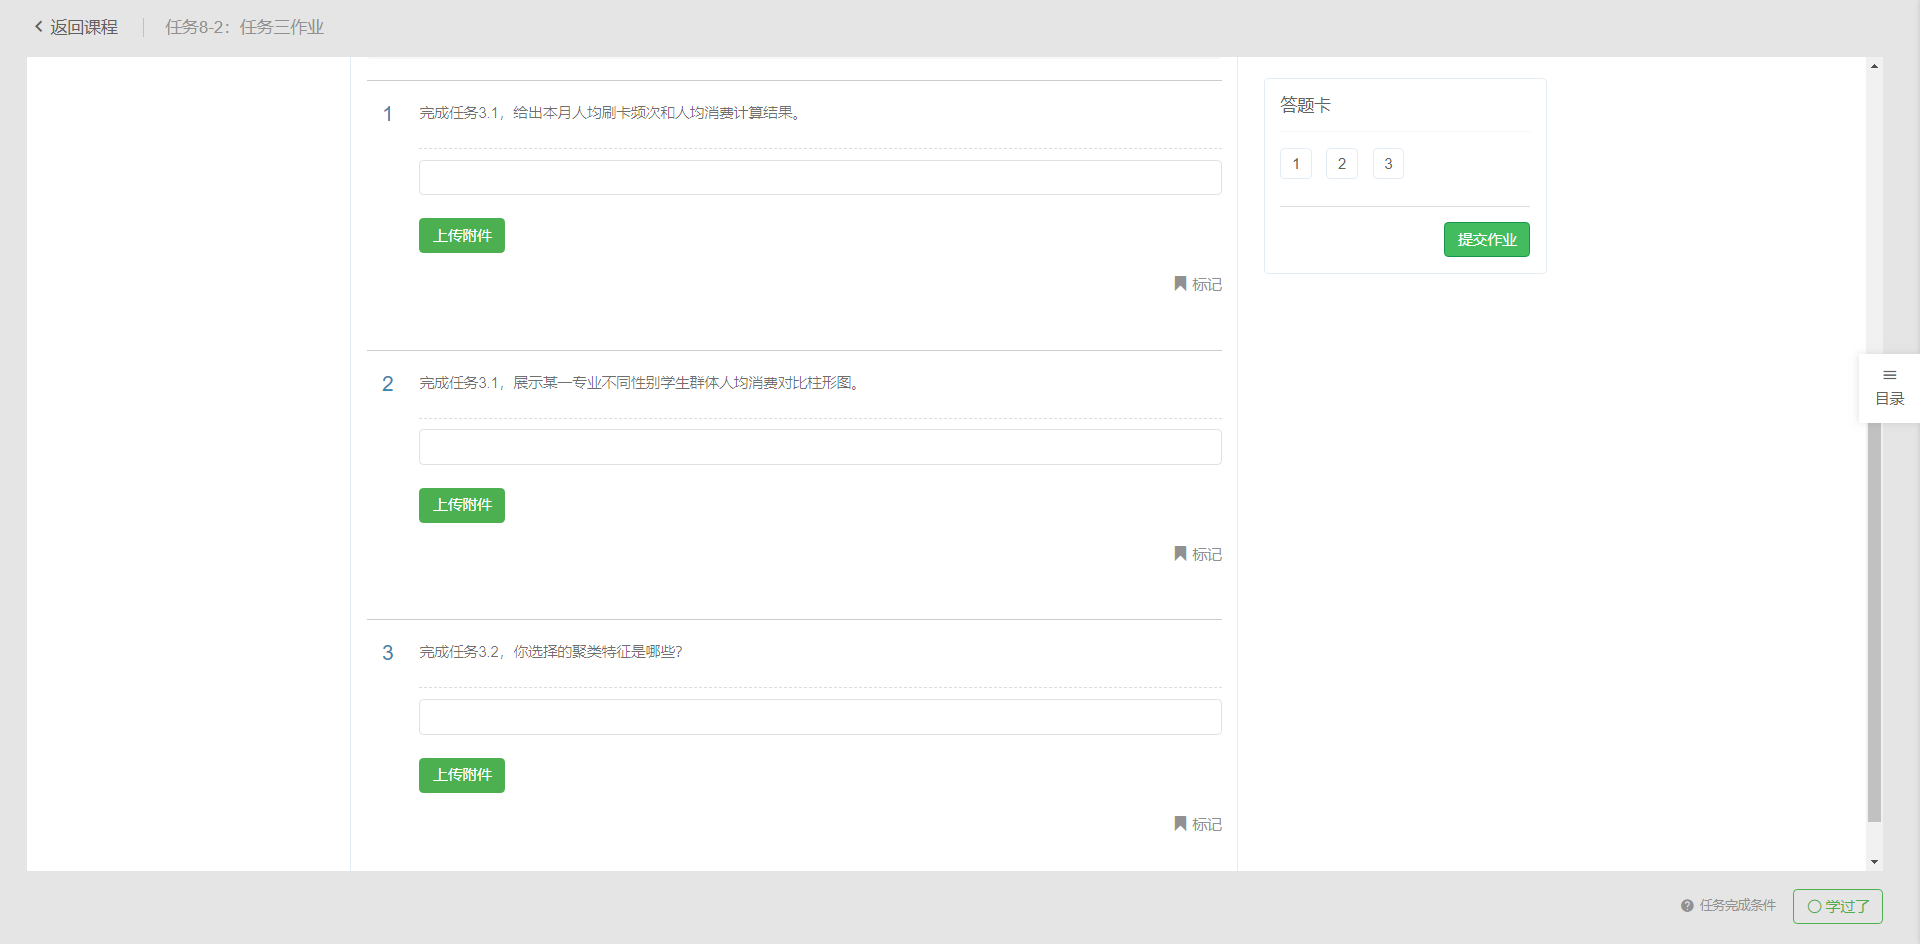 返回课程
任务8-2：任务三作业
1
完成任务3.1，给出本月人均刷卡频次和人均消费计算结果。
上传附件
标记
2
完成任务3.1，展示某一专业不同性别学生群体人均消费对比柱形图。
上传附件
标记
3
完成任务3.2，你选择的聚类特征是哪些?
上传附件
标记
答题卡
1 2 3
提交作业
目录
任务完成条件
学过了